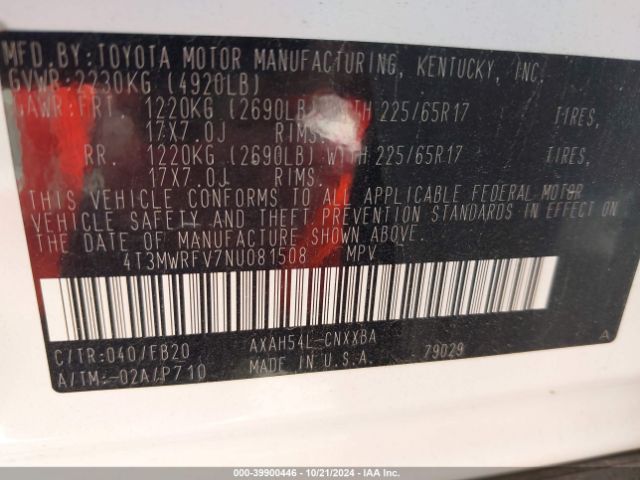 MFD.BY:TOYOTA MOTOR MANUFACTURING, KENTUCKY, INC.
GVWR:2230KG (4920LB)
GAWR:FRT. 1220KG (2690LB) WITH 225/65R17 TIRES,
17X7.0J RIMS.
RR. 1220KG (2690LB) WITH 225/65R17 TIRES,
17X7.0J RIMS.
THIS VEHICLE CONFORMS TO ALL APPLICABLE FEDERAL MOTOR
VEHICLE SAFETY AND THEFT PREVENTION STANDARDS IN EFFECT ON
THE DATE OF MANUFACTURE SHOWN ABOVE.
4T3MWRFV7NU081508 MPV
C/TR:040/FB20 AXAH54L-CNXXBA
A/TM:-02A/P710 MADE IN U.S.A. 79029 A
000-39900446 - 10/21/2024 - IAA Inc.